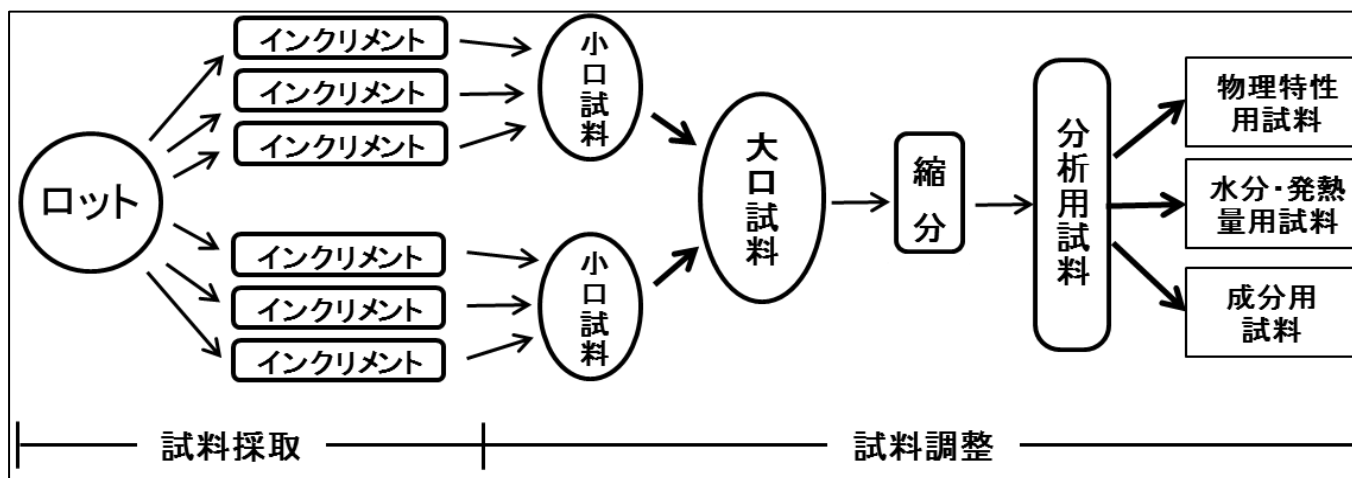 ロット
インクリメント
インクリメント
インクリメント
インクリメント
インクリメント
インクリメント
小口試料
小口試料
大口試料
縮分
分析用試料
物理特性
用試料
水分・発熱
量用試料
成分用
試料
試料採取
試料調整